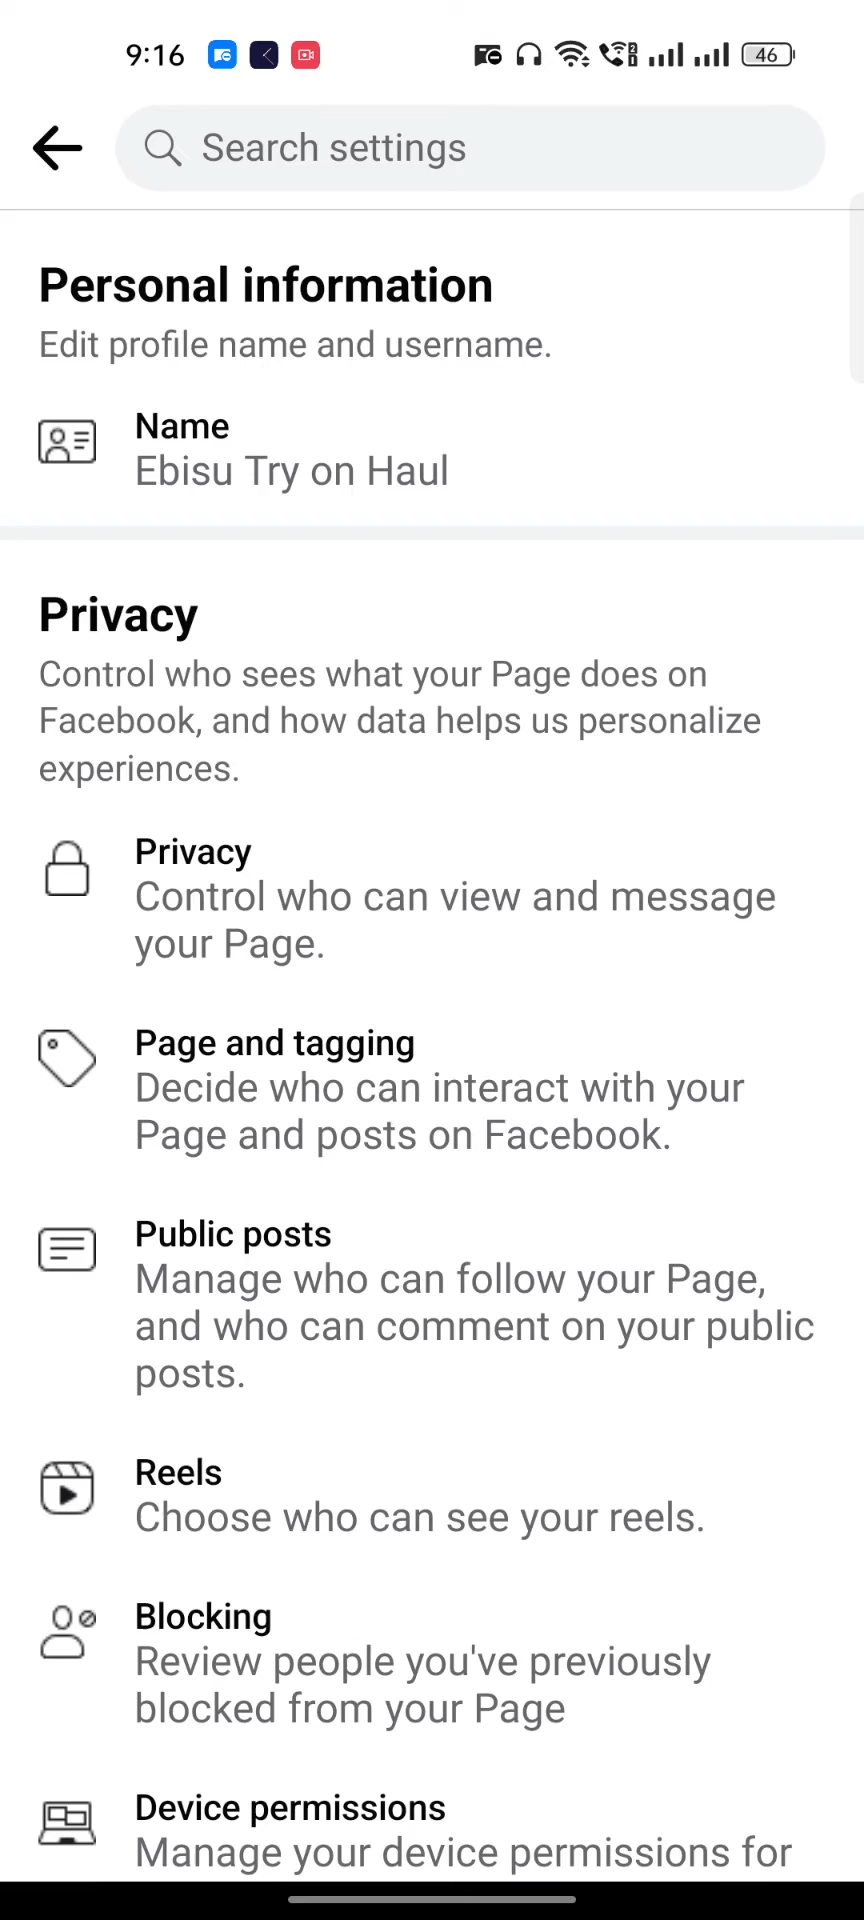 9:16
46
Search settings
Personal information
Edit profile name and username.
Name
Ebisu Try on Haul
Privacy
Control who sees what your Page does on
Facebook, and how data helps us personalize
experiences.
Privacy
Control who can view and message
your Page.
Page and tagging
Decide who can interact with your
Page and posts on Facebook.
Public posts
Manage who can follow your Page,
and who can comment on your public
posts.
Reels
Choose who can see your reels.
Blocking
Review people you've previously
blocked from your Page
Device permissions
Manage your device permissions for